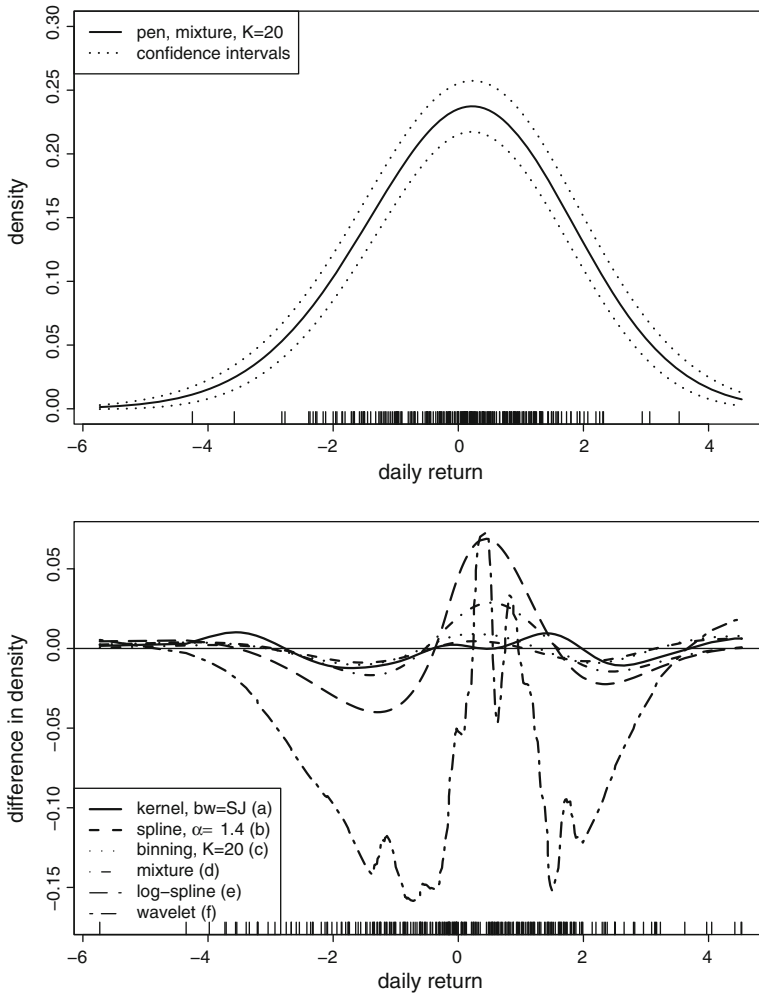 pen, mixture, K=20
confidence intervals
0.30
0.25
0.20
0.15
0.10
0.05
0.00
density
−6
−4
−2
0
2
4
daily return
0.05
0.00
−0.05
−0.10
−0.15
difference in density
kernel, bw=SJ (a)
spline, α= 1.4 (b)
binning, K=20 (c)
mixture (d)
log−spline (e)
wavelet (f)
−6
−4
−2
0
2
4
daily return